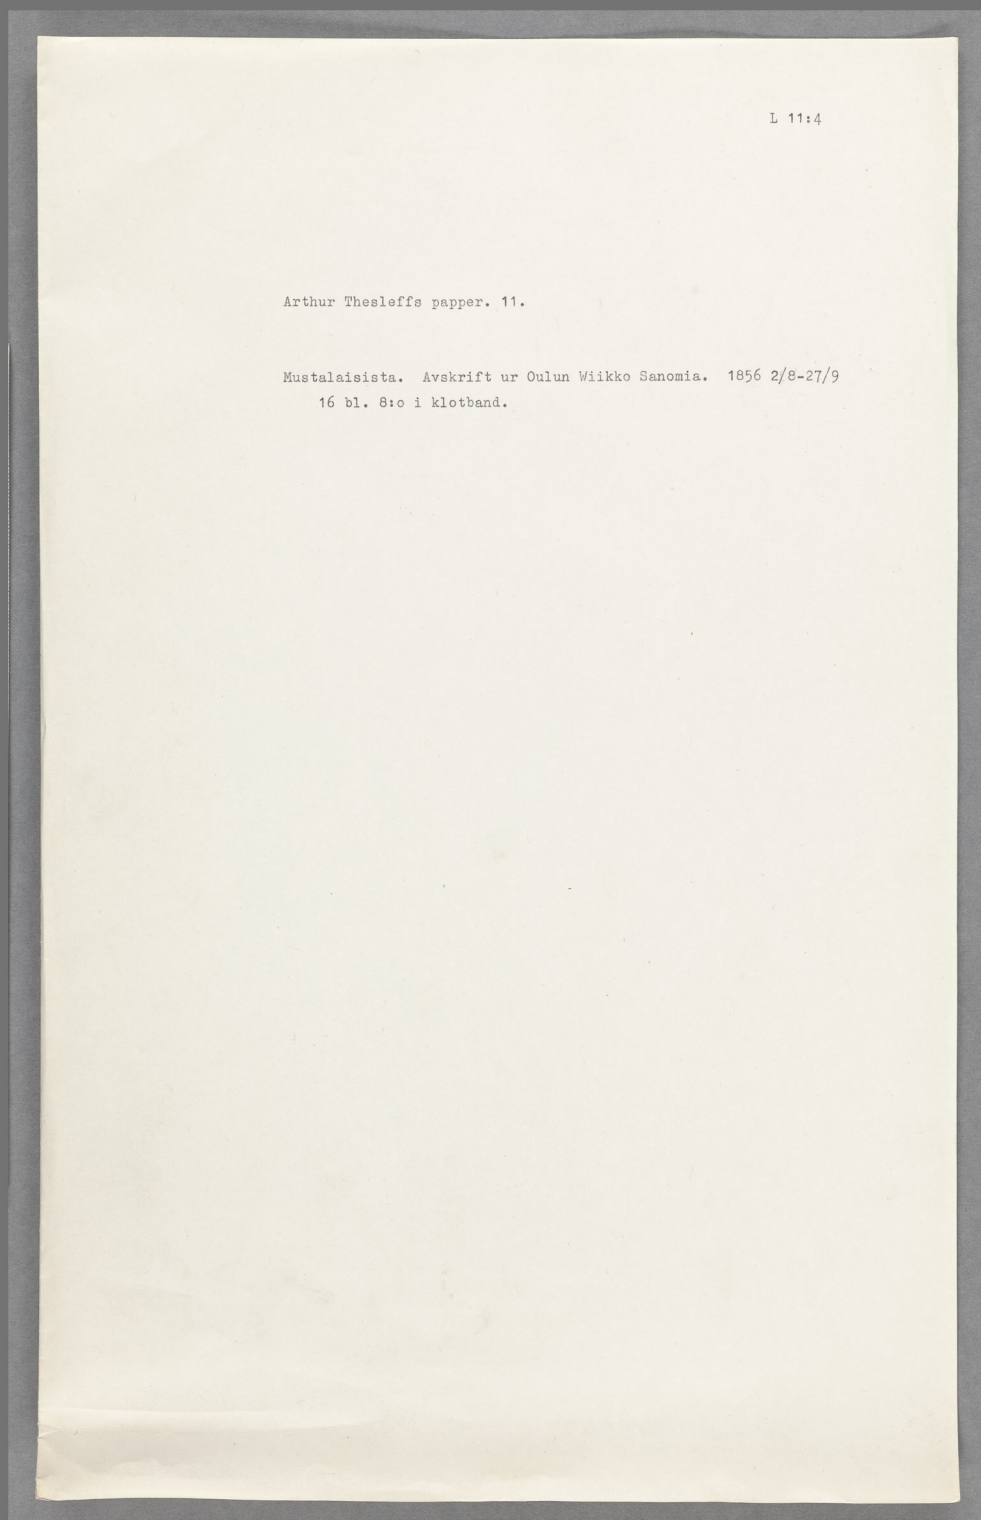 L 11:4
Arthur Thesleffs papper. 11.
Mustalaisista. Avskrift ur Oulun Wiikko Sanomia. 1856 2/8-27/9
16 bl. 8:o i klotband.